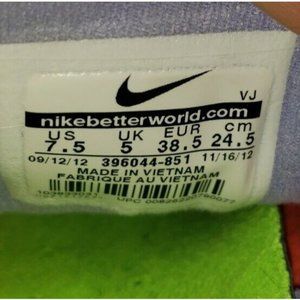 VJ
nikebetterworld.com
US UK EUR cm
7.5 5 38.5 24.5
09/12/12 396044-851 11/16/12
MADE IN VIETNAM
FABRIQUE AU VIETNAM
UPC